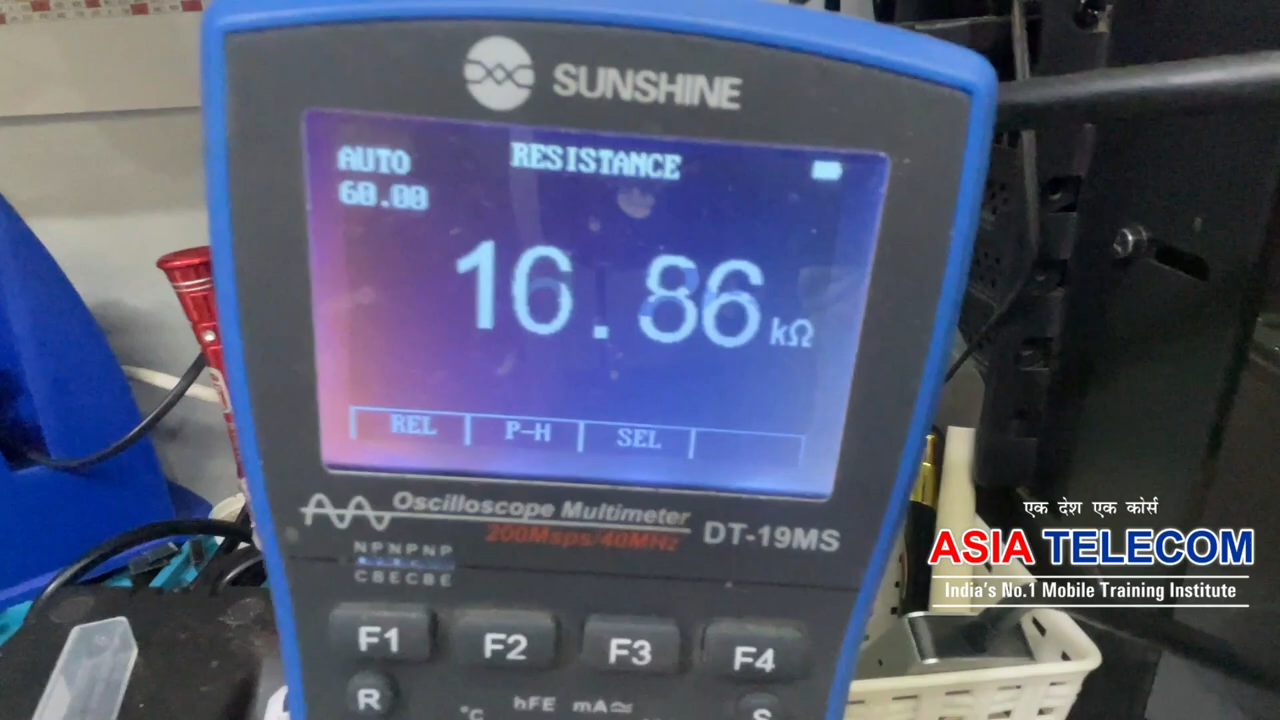 SUNSHINE
AUTO
RESISTANCE
60.00
16.86 kΩ
REL P-H SEL
Oscilloscope Multimeter
200Msps/40MHz
DT-19MS
NPNPNP
CBECBE
F1 F2 F3 F4
R
°C hFE mA≂ S
एक देश एक कोर्स
ASIA TELECOM
India's No.1 Mobile Training Institute